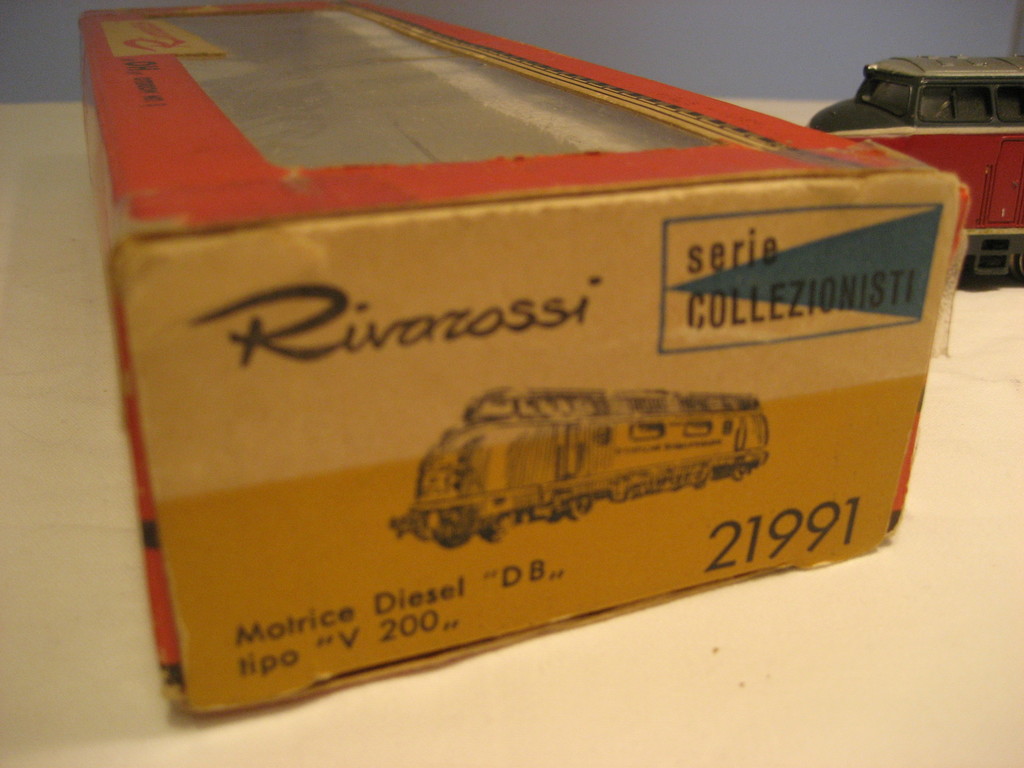 Rivarossi
serie
COLLEZIONISTI
21991
Motrice Diesel "DB„
tipo "V 200„